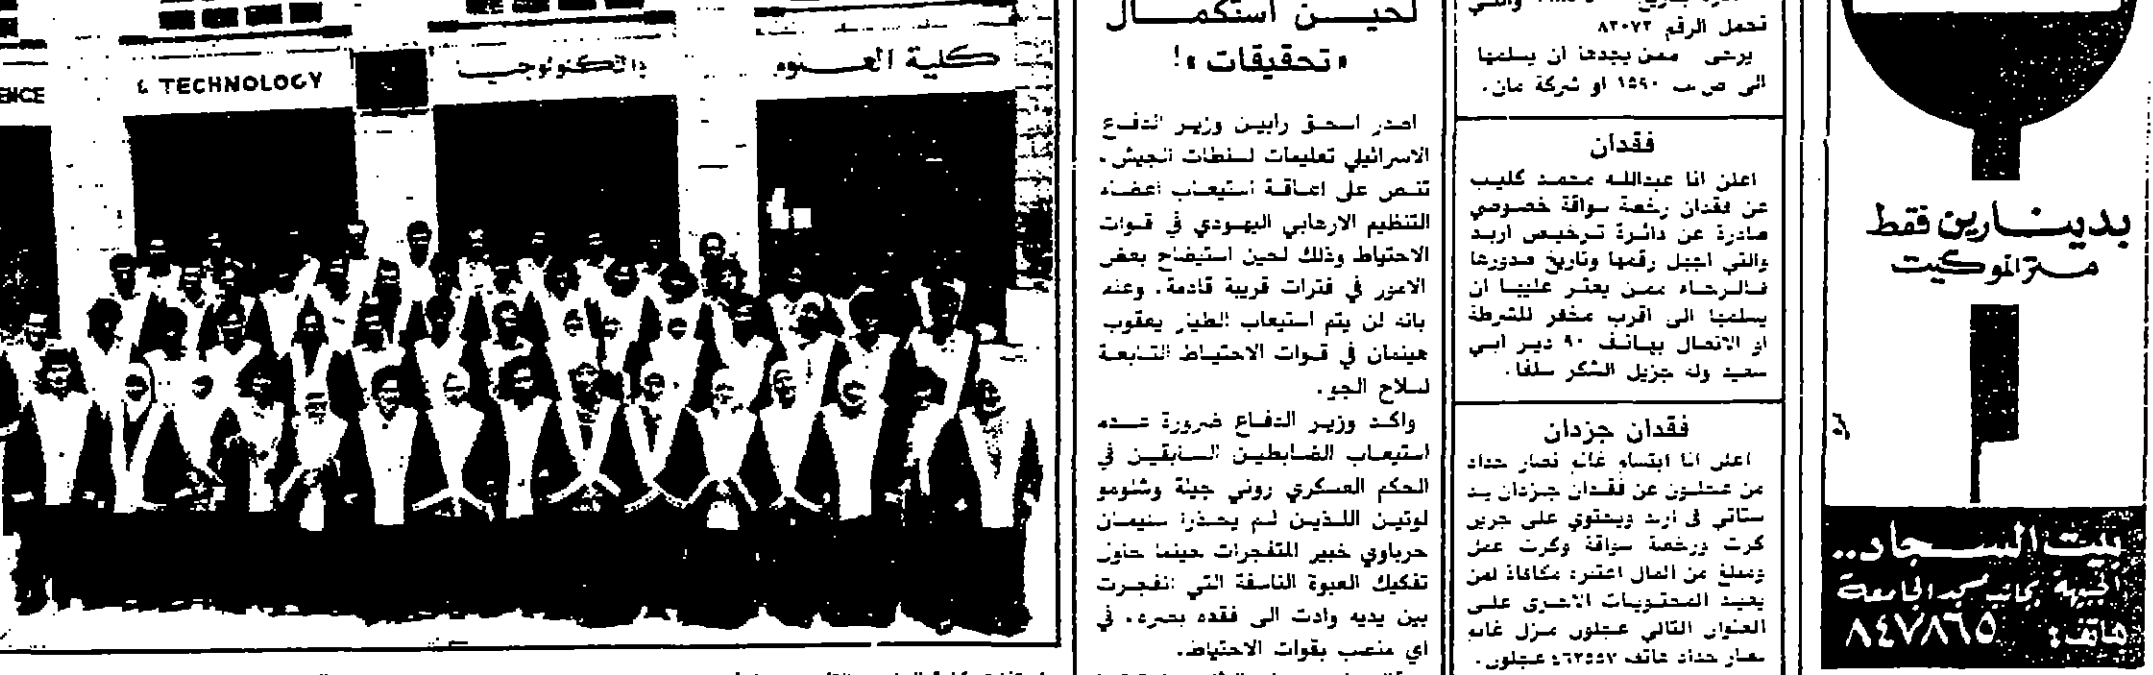 ENCE
& TECHNOLOGY
كلية العلوم
والتكنولوجيا
لحين استكمال
«تحقيقات»!
اصدر اسحق رابين وزير الدفاع
الاسرائيلي تعليمات لسلطات الجيش،
تنص على اعاقة استيعاب اعضاء
التنظيم الارهابي اليهودي في قوات
الاحتياط وذلك لحين استيضاح بعض
الامور في فترات قريبة قادمة، وعلم
بانه لن يتم استيعاب الطيار يعقوب
هينمان في قوات الاحتياط التابعة
لسلاح الجو.
واكد وزير الدفاع ضرورة عدم
استيعاب الضابطين السابقين في
الحكم العسكري روني جيلة وشلومو
لوتين اللذين لم يحذرا سليمان
حرباوي خبير المتفجرات حينما حاول
تفكيك العبوة الناسفة التي انفجرت
بين يديه وادت الى فقده بصره، في
اي منصب بقوات الاحتياط.
تحمل الرقم ٨٣٠٧٣
يرجى ممن يجدها ان يسلمها
الى ص.ب ١٥٩٠ او شركة مان.
فقدان
اعلن انا عبدالله محمد كليب
عن فقدان رخصة سواقة خصوصي
صادرة عن دائرة ترخيص اربد
والتي اجهل رقمها وتاريخ صدورها
فالرجاء ممن يعثر عليها ان
يسلمها الى اقرب مخفر للشرطة
او الاتصال بهاتف ٩٠ دير ابي
سعيد وله جزيل الشكر سلفا.
فقدان جزدان
اعلن انا ابتسام غانم نصار حداد
من عجلون عن فقدان جزدان يد
ستاتي في اربد ويحتوي على جرين
كرت ورخصة سواقة وكرت عمل
ومبلغ من المال اعتبره مكافاة لمن
يعيد المحتويات الاخرى على
العنوان التالي عجلون منزل غانم
نصار حداد هاتف عجلون.
بدينارين فقط
متر الموكيت
بيت السجاد..
الجبيهة بجانب مسجد الجامعة
هاتف: ٨٤٧٨٦٥